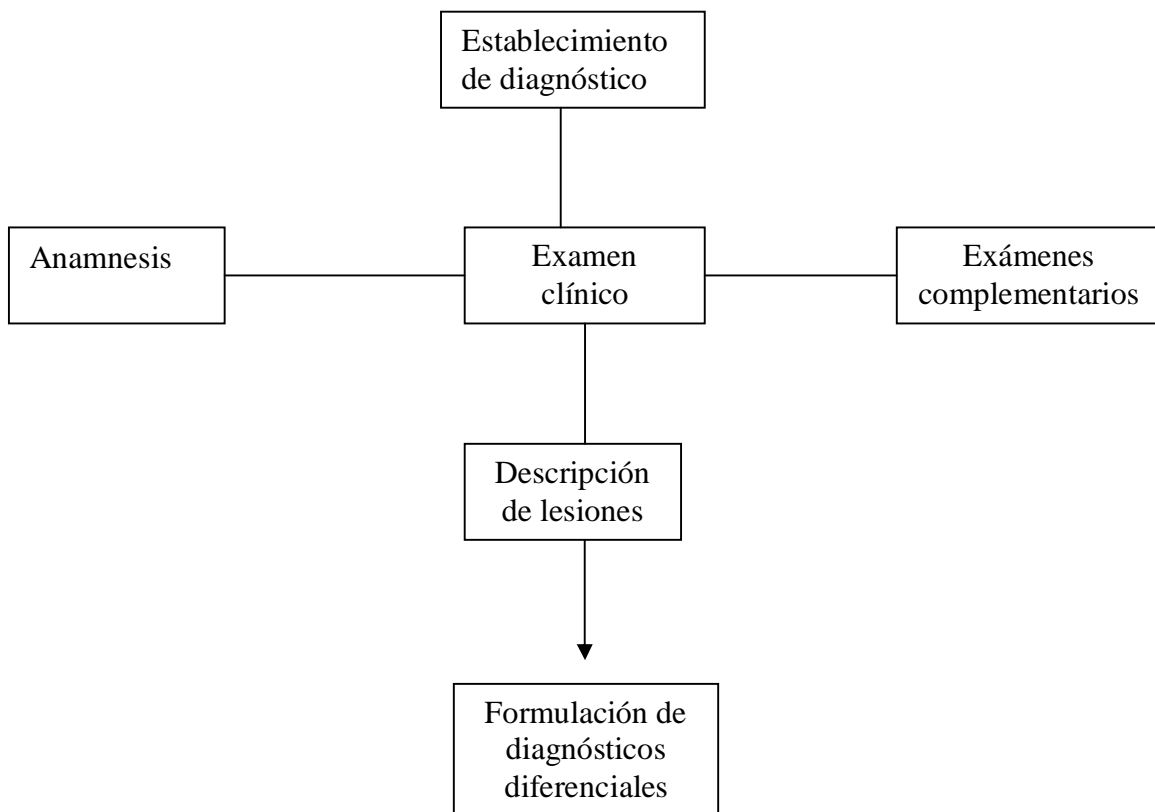 Establecimiento
de diagnóstico
Anamnesis
Examen
clínico
Exámenes
complementarios
Descripción
de lesiones
Formulación de
diagnósticos
diferenciales